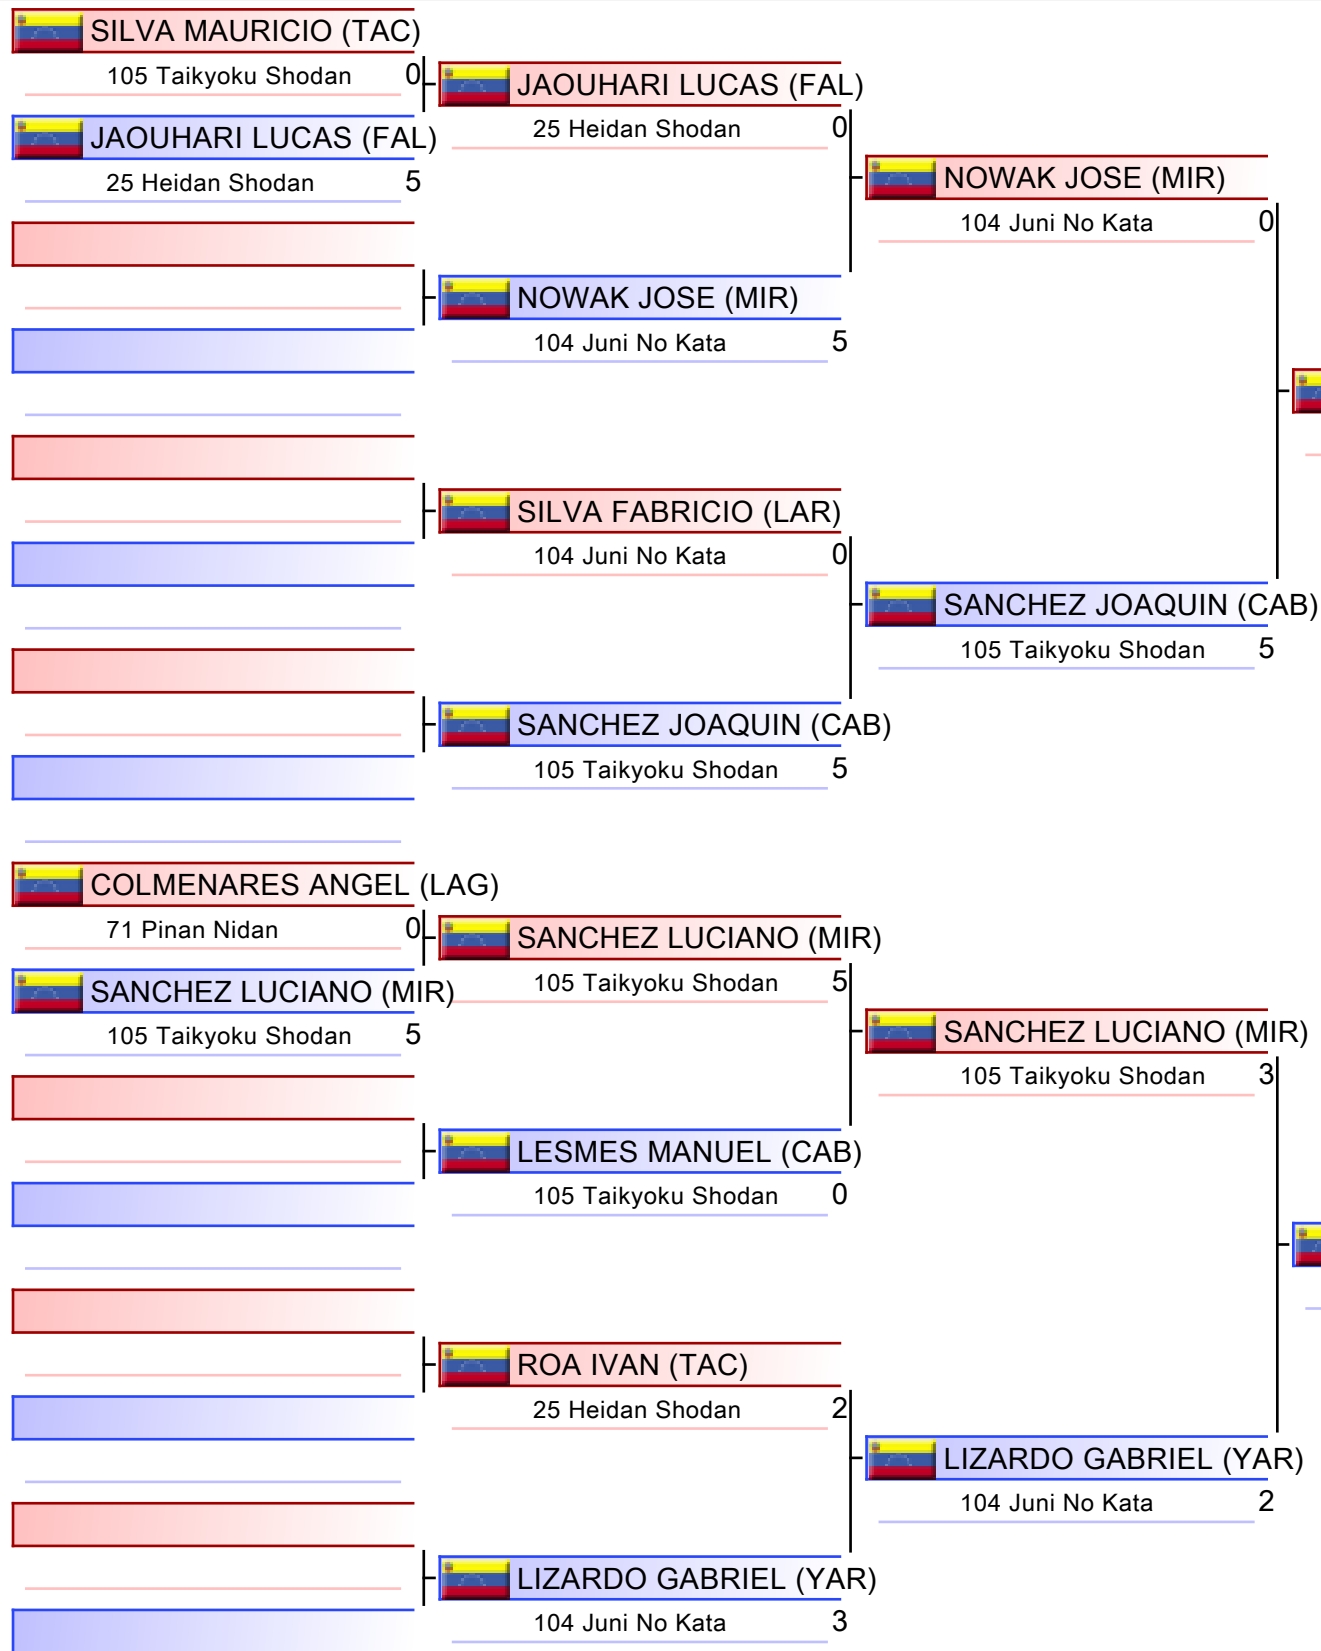 SILVA MAURICIO (TAC)
105 Taikyoku Shodan 0
JAOUHARI LUCAS (FAL)
25 Heidan Shodan 5
COLMENARES ANGEL (LAG)
71 Pinan Nidan 0
SANCHEZ LUCIANO (MIR)
105 Taikyoku Shodan 5
JAOUHARI LUCAS (FAL)
25 Heidan Shodan 0
NOWAK JOSE (MIR)
104 Juni No Kata 5
SILVA FABRICIO (LAR)
104 Juni No Kata 0
SANCHEZ JOAQUIN (CAB)
105 Taikyoku Shodan 5
SANCHEZ LUCIANO (MIR)
105 Taikyoku Shodan 5
LESMES MANUEL (CAB)
105 Taikyoku Shodan 0
ROA IVAN (TAC)
25 Heidan Shodan 2
LIZARDO GABRIEL (YAR)
104 Juni No Kata 3
NOWAK JOSE (MIR)
104 Juni No Kata 0
SANCHEZ JOAQUIN (CAB)
105 Taikyoku Shodan 5
SANCHEZ LUCIANO (MIR)
105 Taikyoku Shodan 3
LIZARDO GABRIEL (YAR)
104 Juni No Kata 2